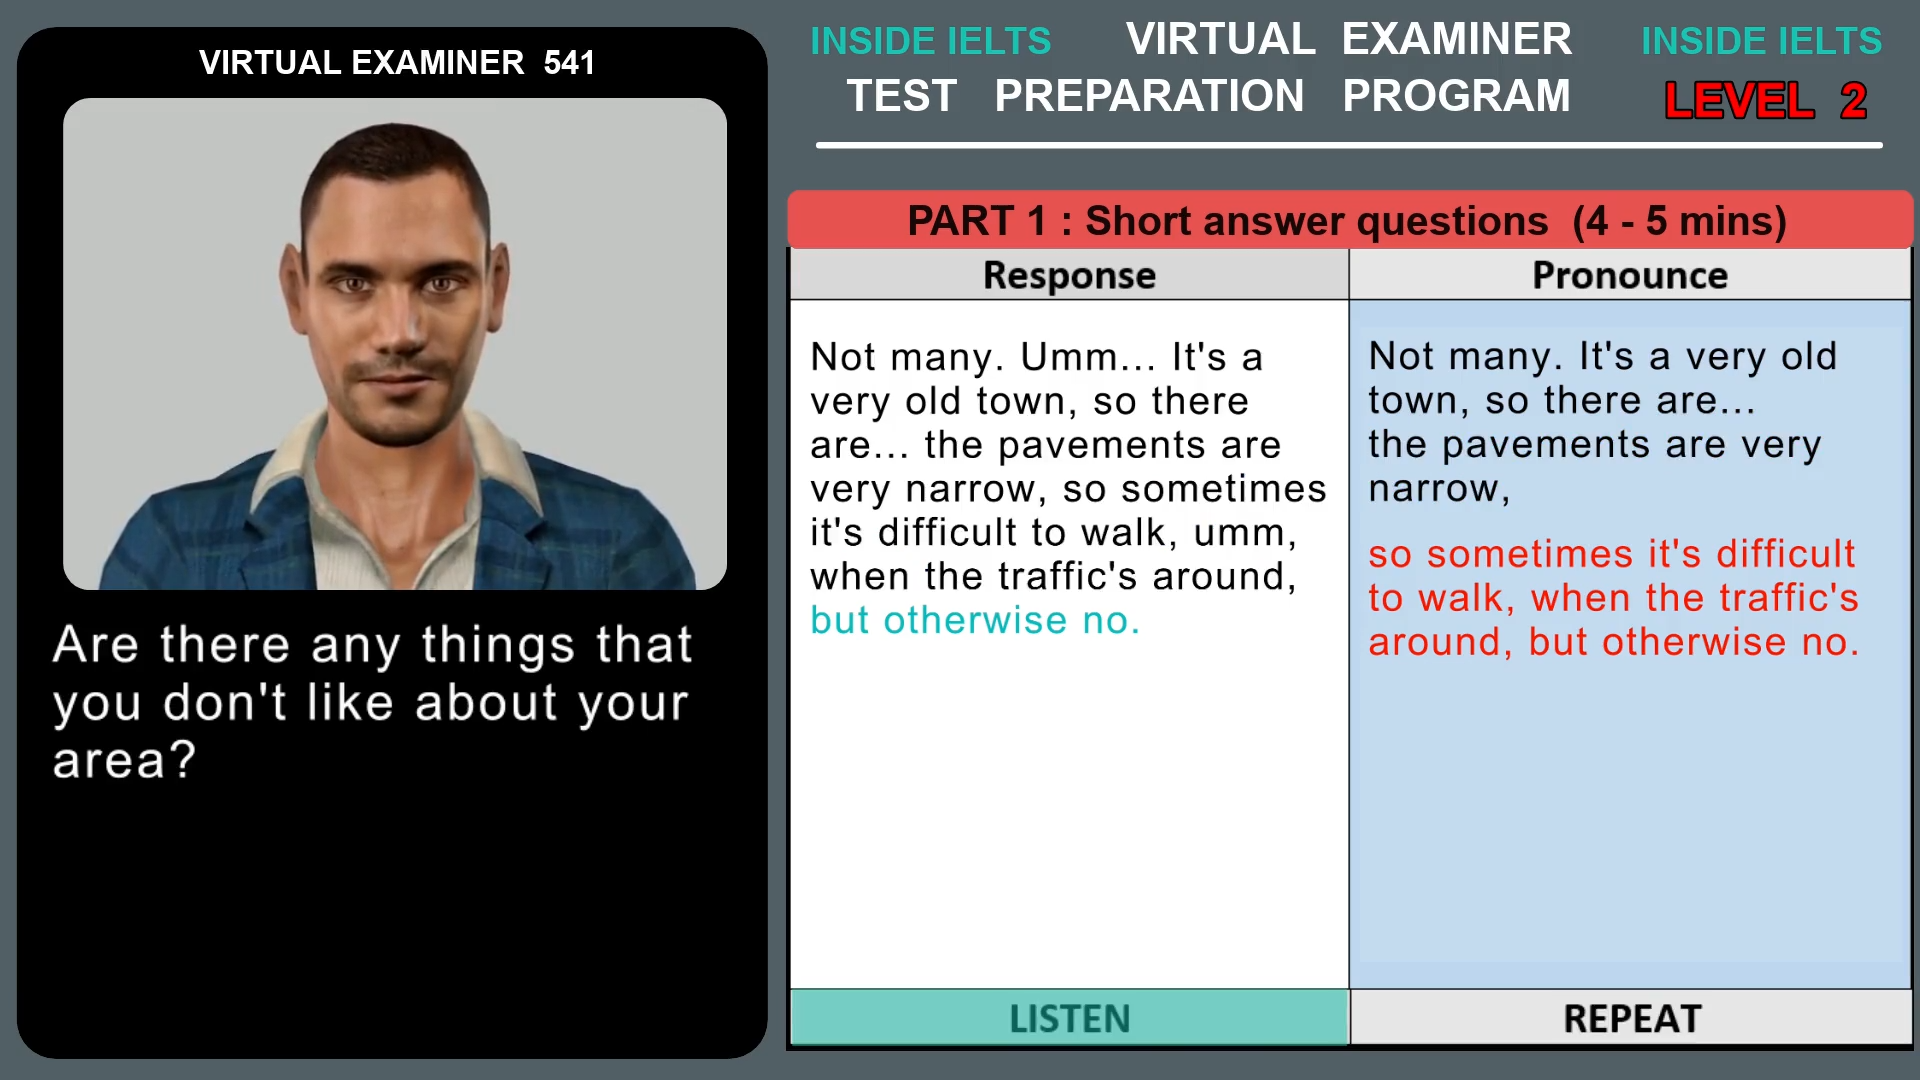 VIRTUAL EXAMINER 541
Are there any things that
you don't like about your
area?
INSIDE IELTS VIRTUAL EXAMINER INSIDE IELTS
TEST PREPARATION PROGRAM LEVEL 2
PART 1 : Short answer questions (4 - 5 mins)
Response
Not many. Umm... It's a
very old town, so there
are... the pavements are
very narrow, so sometimes
it's difficult to walk, umm,
when the traffic's around,
but otherwise no.
LISTEN
Pronounce
Not many. It's a very old
town, so there are...
the pavements are very
narrow,
so sometimes it's difficult
to walk, when the traffic's
around, but otherwise no.
REPEAT